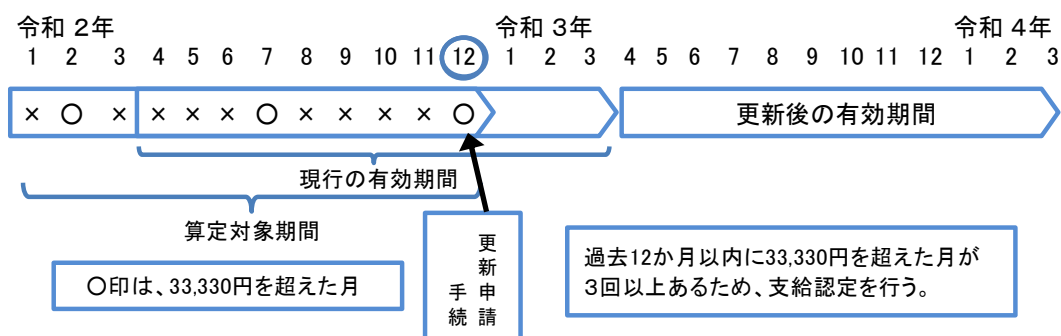 令和 2年 令和 3年 令和 4年
1 2 3 4 5 6 7 8 9 10 11 12 1 2 3 4 5 6 7 8 9 10 11 12 1 2 3
× 〇 × × × × 〇 × × × × 〇 更新後の有効期間
現行の有効期間
算定対象期間
〇印は、33,330円を超えた月
更新申請
手続
過去12か月以内に33,330円を超えた月が
３回以上あるため、支給認定を行う。